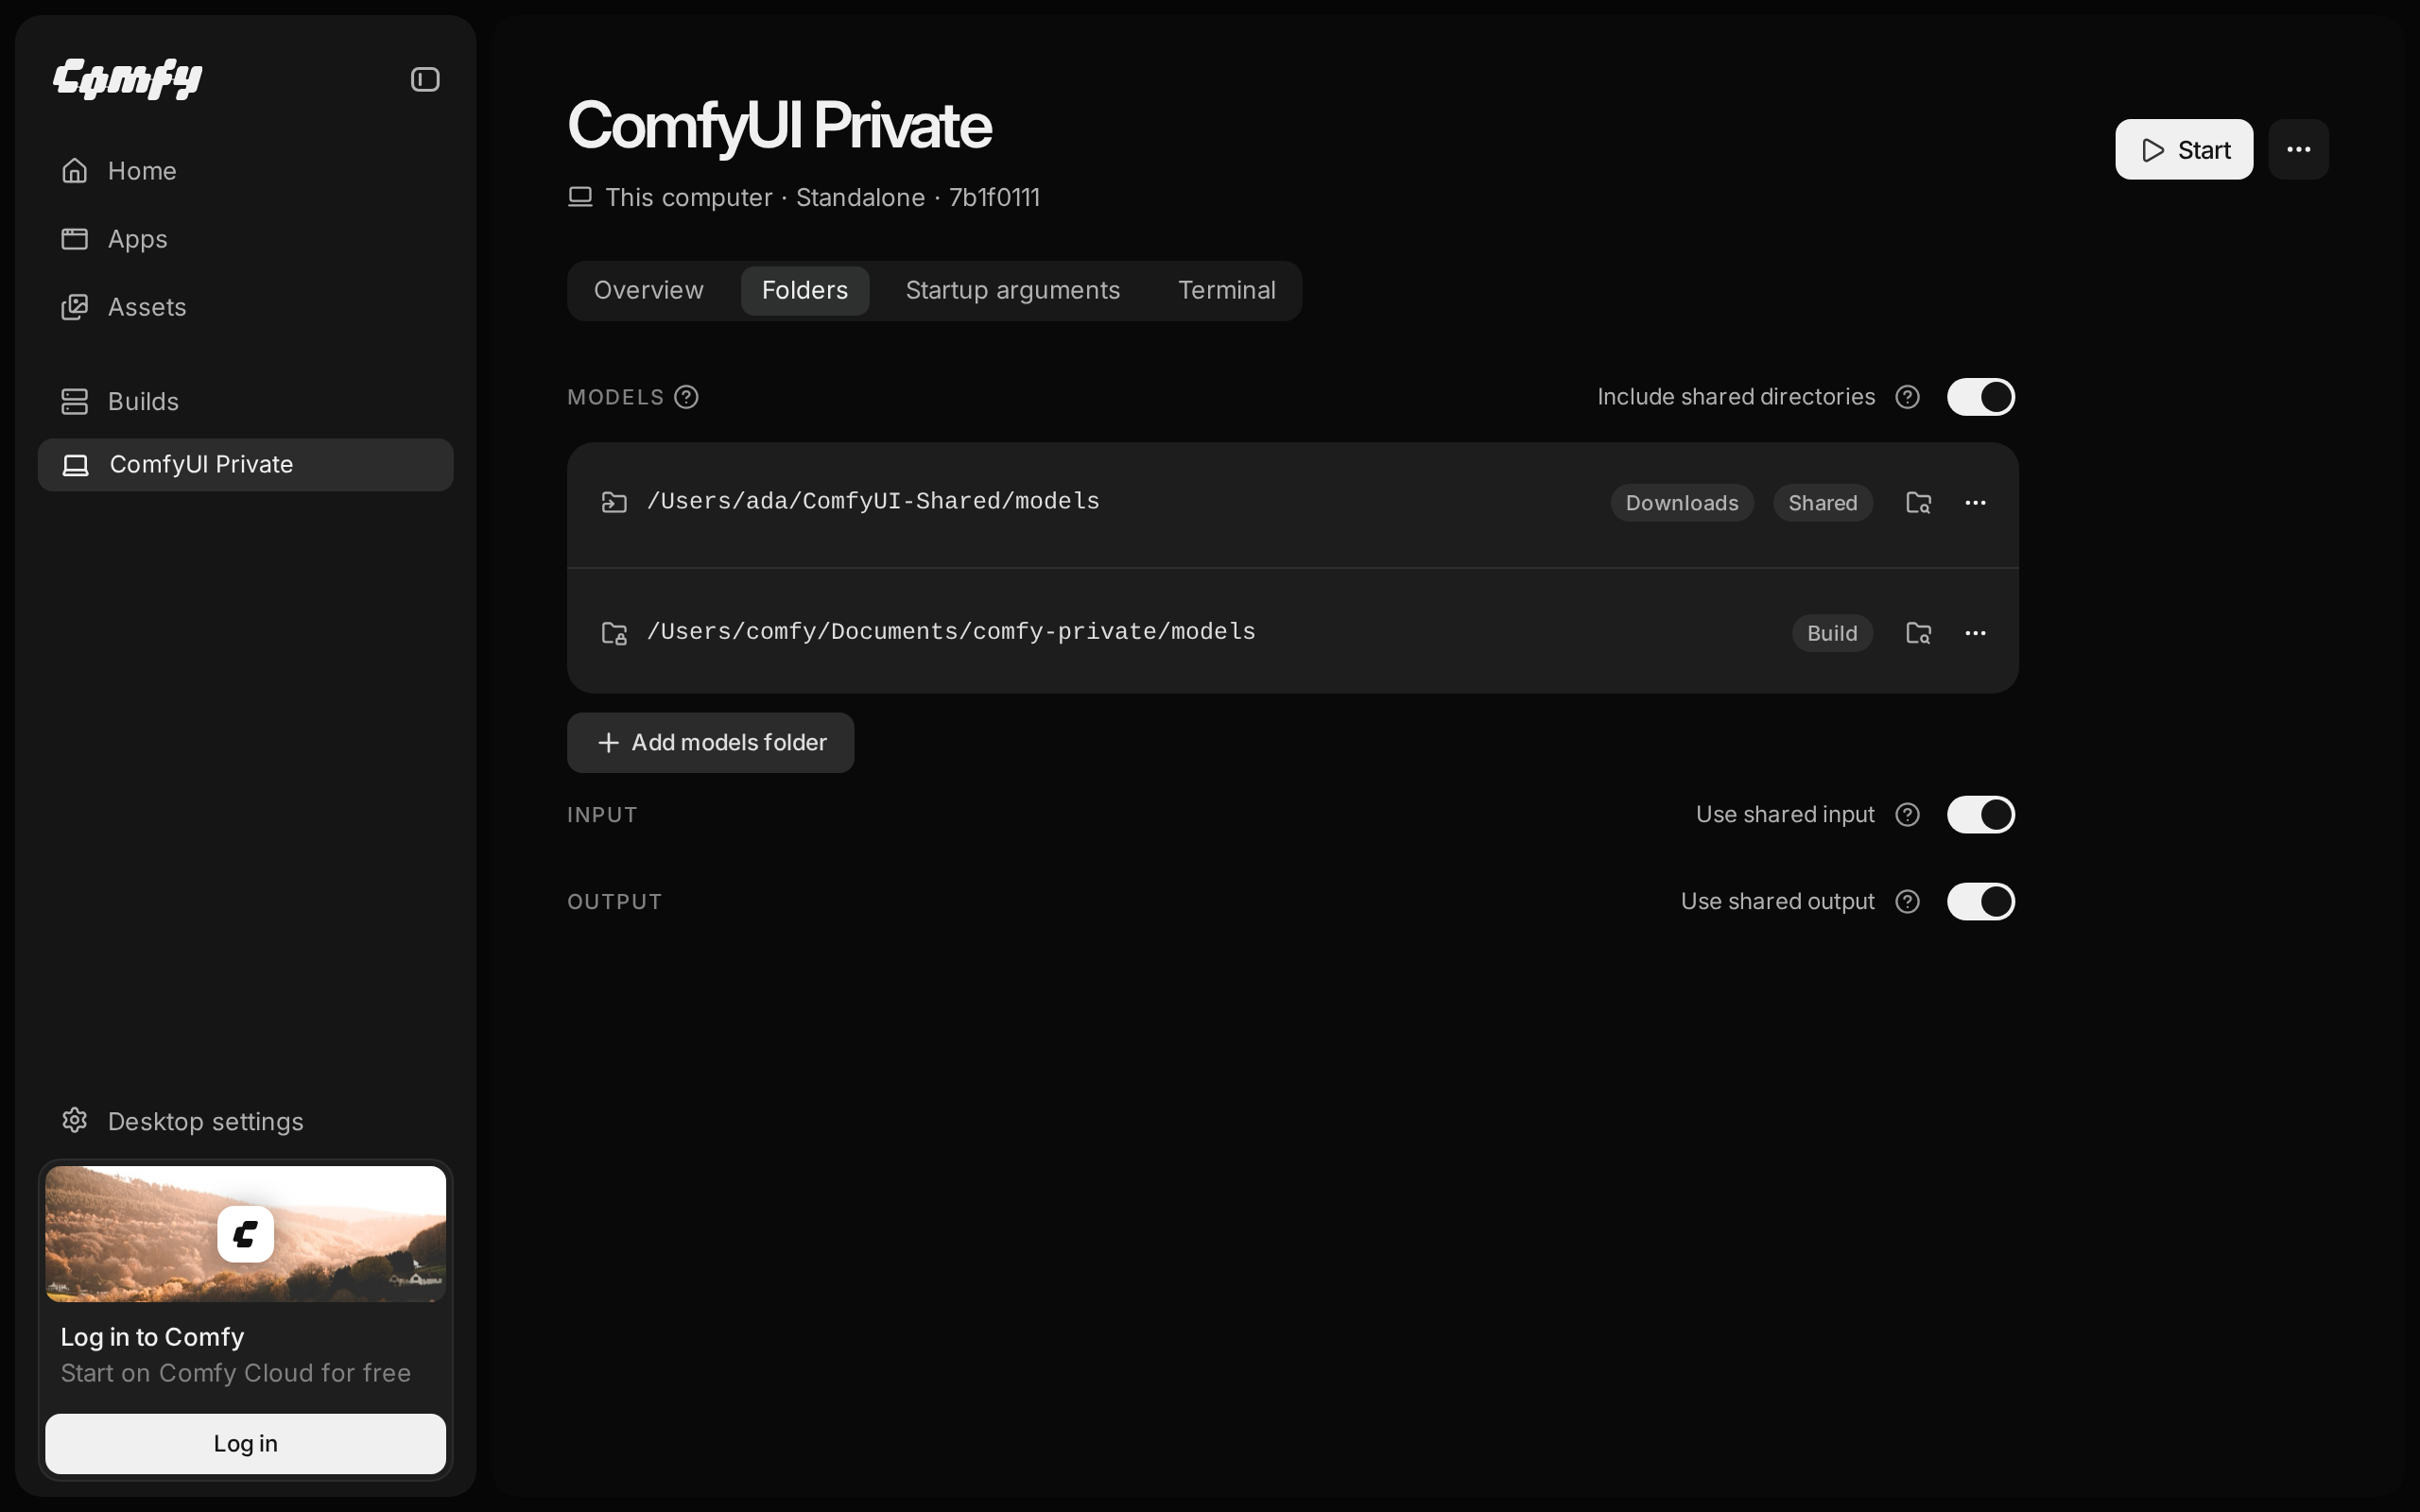 Comfy
Home
Apps
Assets
Builds
ComfyUI Private
Desktop settings
Log in to Comfy
Start on Comfy Cloud for free
Log in
ComfyUI Private
This computer · Standalone · 7b1f0111
Start
Overview Folders Startup arguments Terminal
MODELS Include shared directories
/Users/ada/ComfyUI-Shared/models Downloads Shared
/Users/comfy/Documents/comfy-private/models Build
Add models folder
INPUT Use shared input
OUTPUT Use shared output